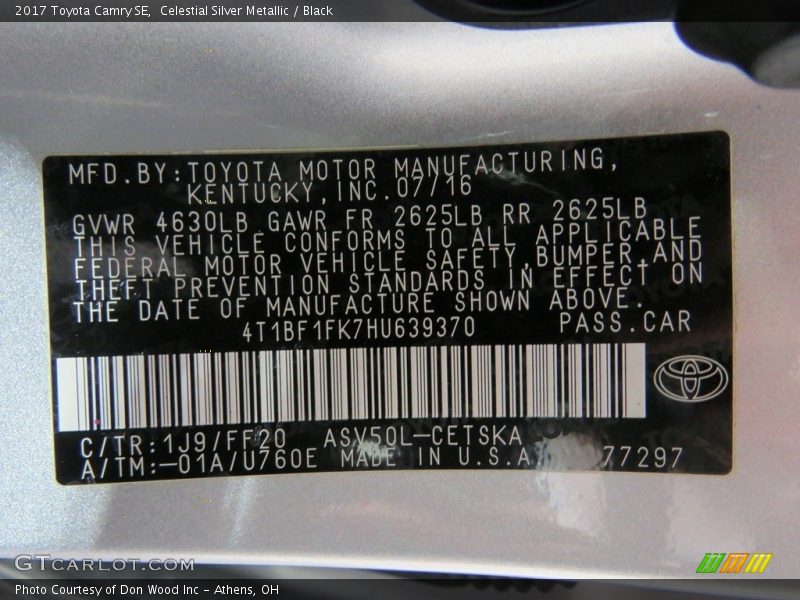 2017 Toyota Camry SE,  Celestial Silver Metallic / Black
MFD.BY:TOYOTA MOTOR MANUFACTURING,
KENTUCKY,INC.07/16
GVWR 4630LB GAWR FR 2625LB RR 2625LB
THIS VEHICLE CONFORMS TO ALL APPLICABLE
FEDERAL MOTOR VEHICLE SAFETY,BUMPER,AND
THEFT PREVENTION STANDARDS IN EFFECT ON
THE DATE OF MANUFACTURE SHOWN ABOVE.
4T1BF1FK7HU639370 PASS.CAR
C/TR:1J9/FF20 ASV50L-CETSKA
A/TM:-01A/U760E MADE IN U.S.A 77297
GTCARLOT.COM
Photo Courtesy of Don Wood Inc - Athens, OH